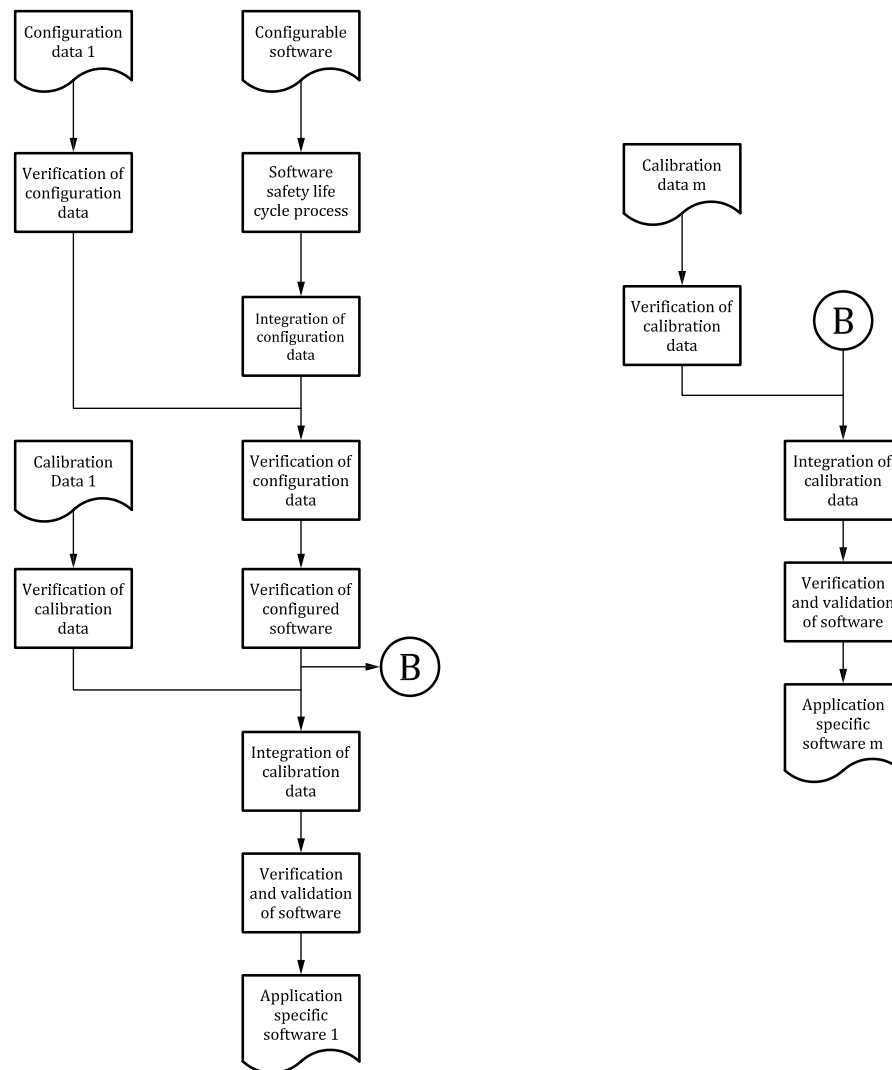 Configuration
data 1
Configurable
software
Verification of
configuration
data
Software
safety life
cycle process
Integration of
configuration
data
Calibration
Data 1
Verification of
configuration
data
Verification of
calibration
data
Verification of
configured
software
B
Integration of
calibration
data
Verification
and validation
of software
Application
specific
software 1
Calibration
data m
Verification of
calibration
data
B
Integration of
calibration
data
Verification
and validation
of software
Application
specific
software m